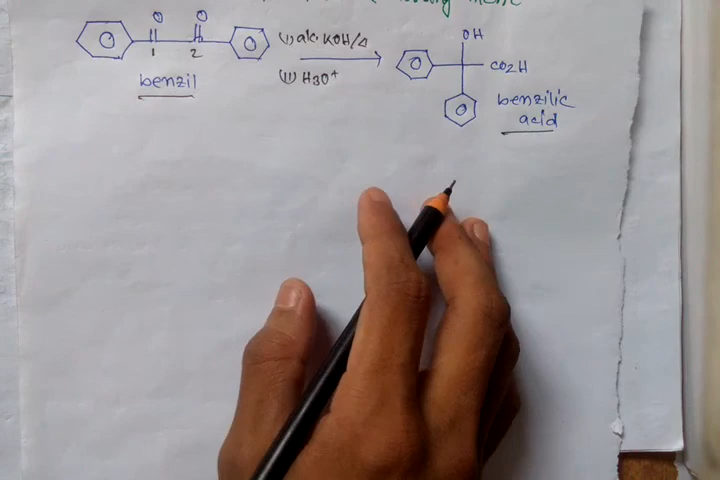 O O
1 2
benzil
(i) alc. KOH/Δ
(ii) H3O+
OH
CO2H
benzilic
acid